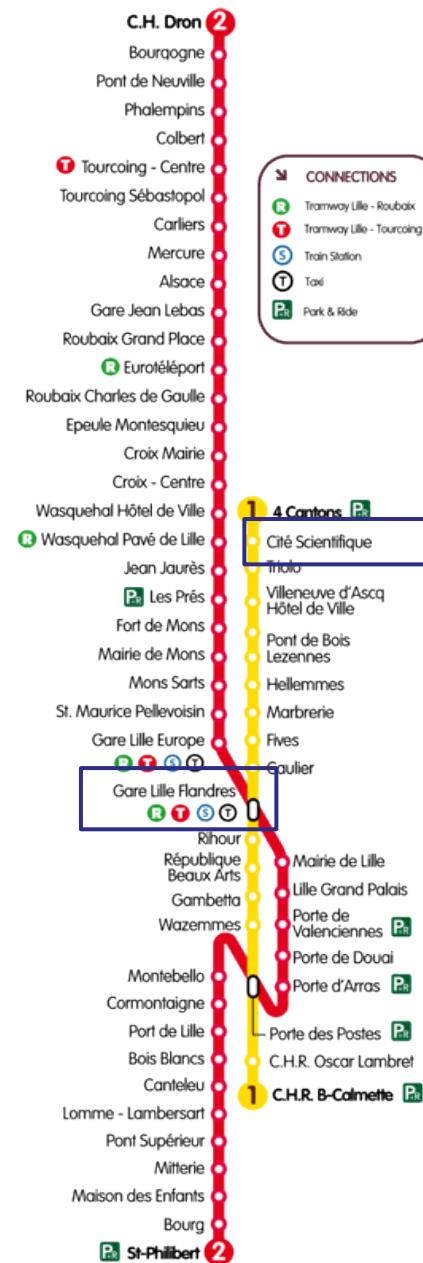 C.H. Dron 2
Bourgogne
Pont de Neuville
Phalempins
Colbert
T Tourcoing - Centre
Tourcoing Sébastopol
Carliers
Mercure
Alsace
Gare Jean Lebas
Roubaix Grand Place
R Eurotéléport
Roubaix Charles de Gaulle
Epeule Montesquieu
Croix Mairie
Croix - Centre
Wasquehal Hôtel de Ville
R Wasquehal Pavé de Lille
Jean Jaurès
P+R Les Prés
Fort de Mons
Mairie de Mons
Mons Sarts
St. Maurice Pellevoisin
Gare Lille Europe
R T S T
Gare Lille Flandres
R T S T
Rihour
République
Beaux Arts
Gambetta
Wazemmes
Montebello
Cormontaigne
Port de Lille
Bois Blancs
Canteleu
Lomme - Lambersart
Pont Supérieur
Mitterie
Maison des Enfants
Bourg
P+R St-Philibert 2
CONNECTIONS
R Tramway Lille - Roubaix
T Tramway Lille - Tourcoing
S Train Station
T Taxi
P+R Park & Ride
1 4 Cantons P+R
Cité Scientifique
Triolo
Villeneuve d'Ascq
Hôtel de Ville
Pont de Bois
Lezennes
Hellemmes
Marbrerie
Fives
Caulier
Mairie de Lille
Lille Grand Palais
Porte de
Valenciennes P+R
Porte de Douai
Porte d'Arras P+R
Porte des Postes P+R
C.H.R. Oscar Lambret
1 C.H.R. B-Calmette P+R